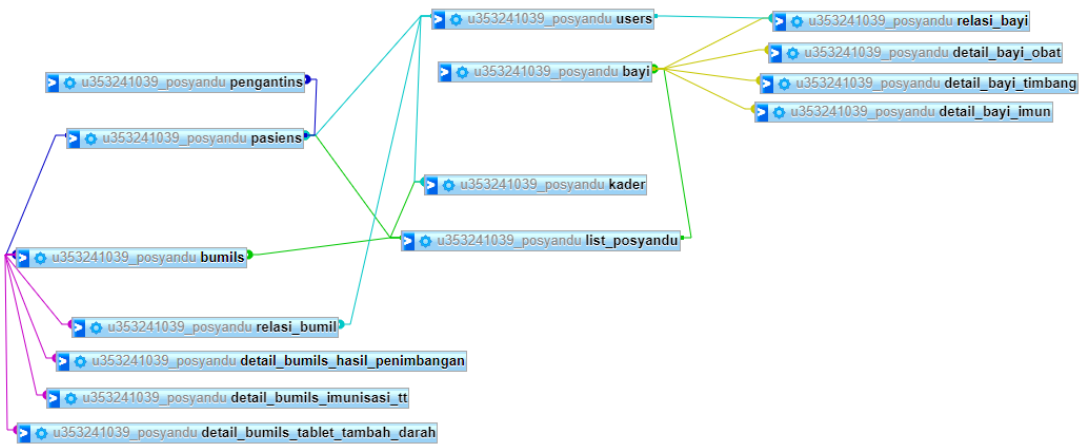 u353241039_posyandu users
u353241039_posyandu relasi_bayi
u353241039_posyandu detail_bayi_obat
u353241039_posyandu bayi
u353241039_posyandu pengantins
u353241039_posyandu detail_bayi_timbang
u353241039_posyandu detail_bayi_imun
u353241039_posyandu pasiens
u353241039_posyandu kader
u353241039_posyandu list_posyandu
u353241039_posyandu bumils
u353241039_posyandu relasi_bumil
u353241039_posyandu detail_bumils_hasil_penimbangan
u353241039_posyandu detail_bumils_imunisasi_tt
u353241039_posyandu detail_bumils_tablet_tambah_darah